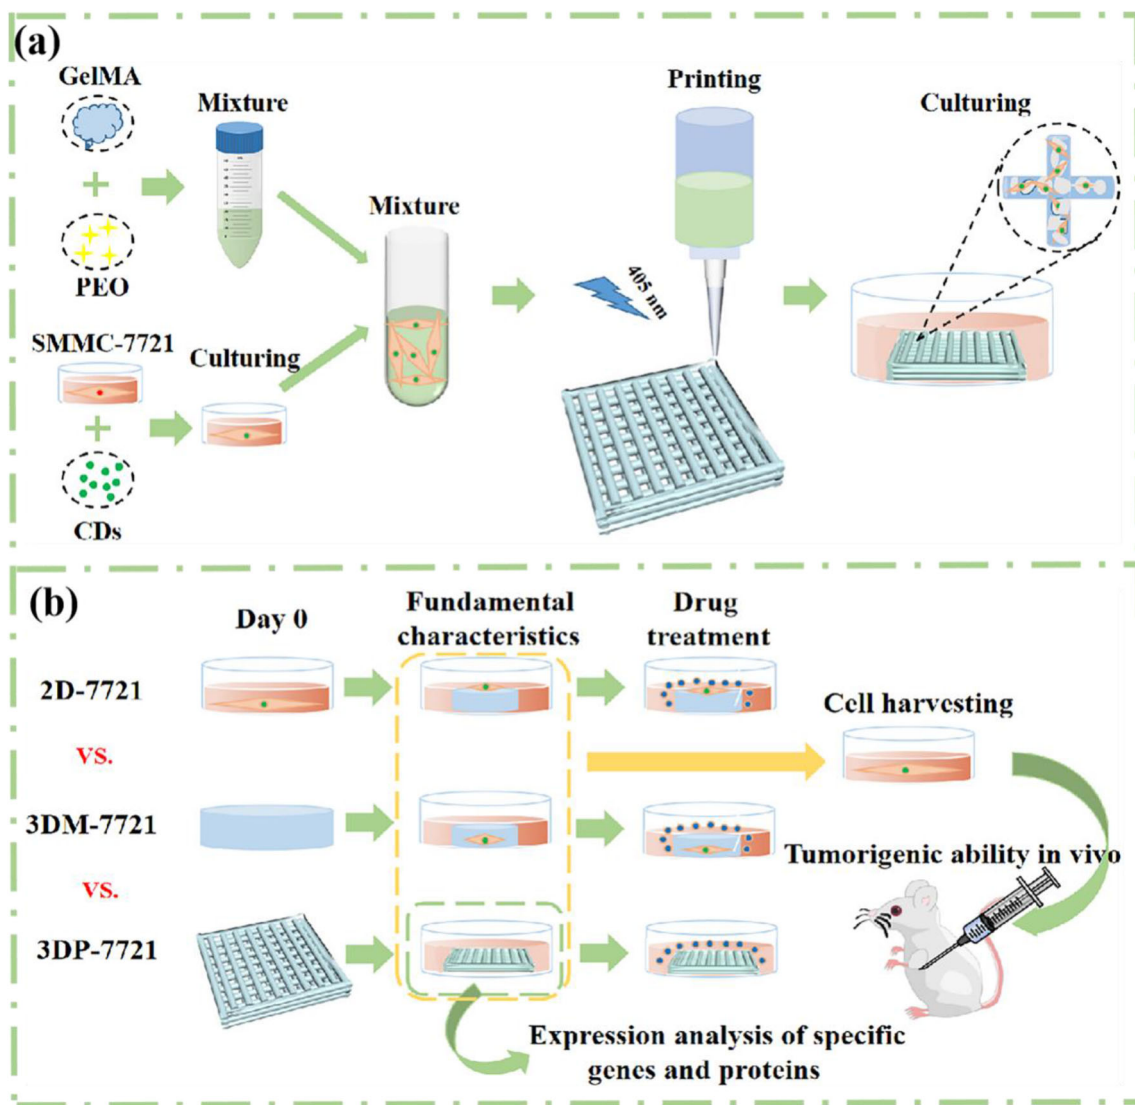 (a)
GelMA
Mixture
PEO
SMMC-7721
Culturing
CDs
Mixture
405 nm
Printing
Culturing
(b)
Day 0
Fundamental
characteristics
Drug
treatment
2D-7721
VS.
3DM-7721
VS.
3DP-7721
Cell harvesting
Tumorigenic ability in vivo
Expression analysis of specific
genes and proteins